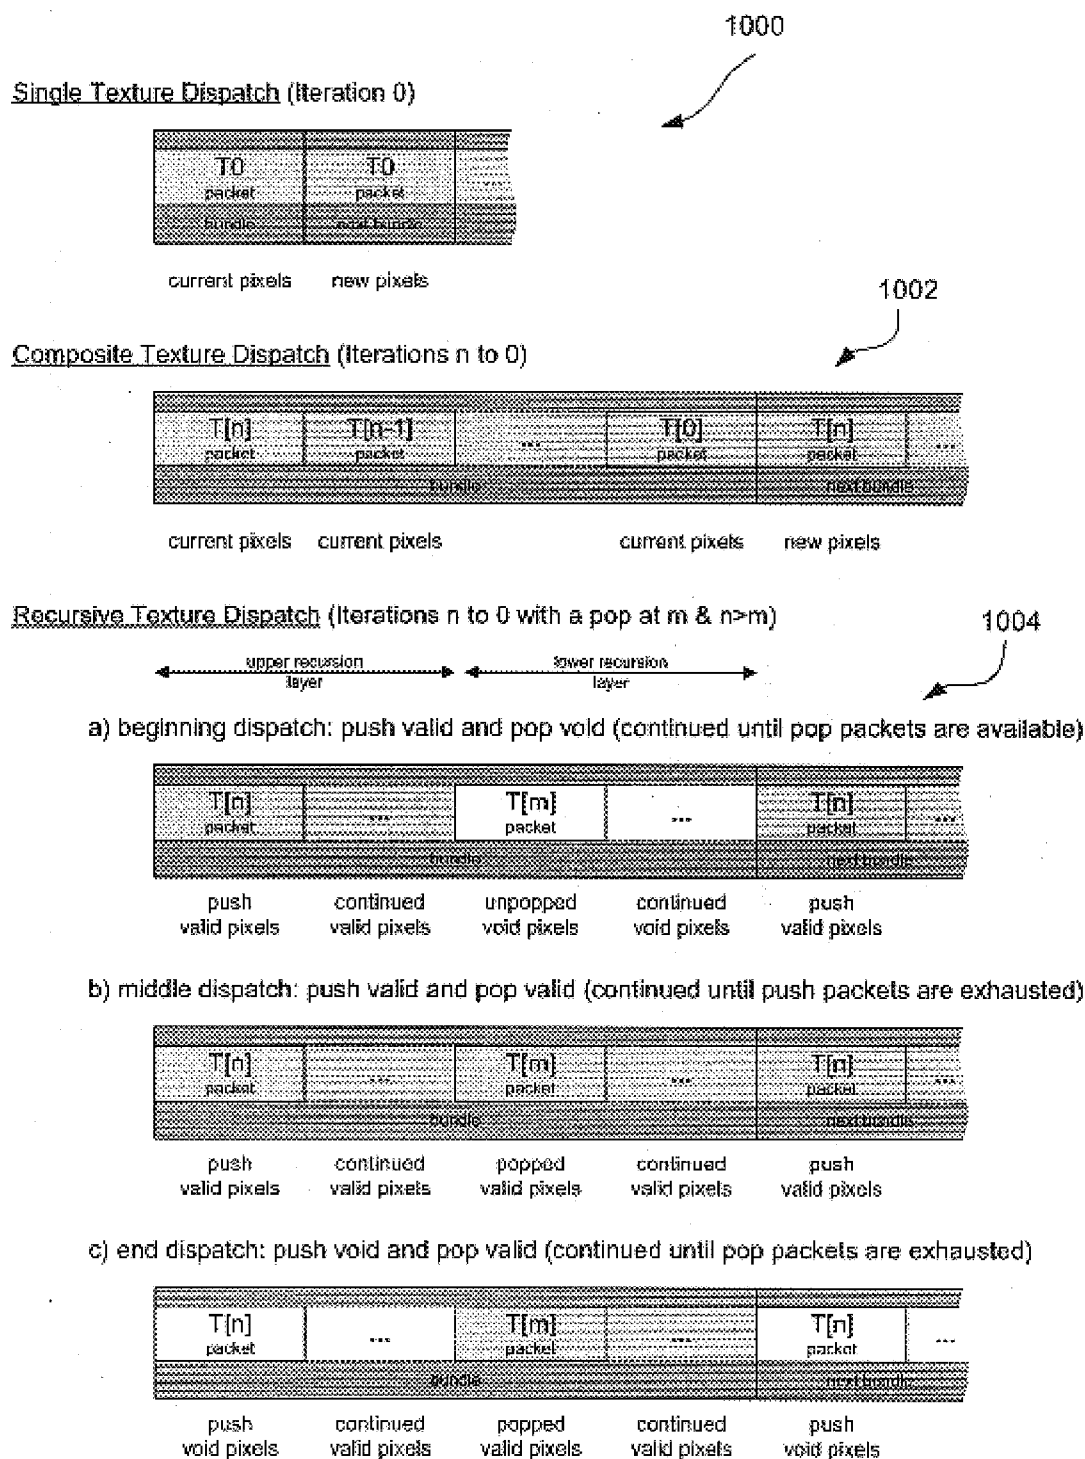 1000
Single Texture Dispatch (Iteration 0)
T0 T0
packet packet ...
bundle next bundle
current pixels new pixels
1002
Composite Texture Dispatch (Iterations n to 0)
T[n] T[n-1] ... T[0] T[n] ...
packet packet packet packet
bundle next bundle
current pixels current pixels current pixels new pixels
Recursive Texture Dispatch (Iterations n to 0 with a pop at m & n>m)
1004
upper recursion lower recursion
layer layer
a) beginning dispatch: push valid and pop void (continued until pop packets are available)
T[n] ... T[m] ... T[n] ...
packet packet packet
bundle next bundle
push continued unpopped continued push
valid pixels valid pixels void pixels void pixels valid pixels
b) middle dispatch: push valid and pop valid (continued until push packets are exhausted)
T[n] ... T[m] ... T[n] ...
packet packet packet
bundle next bundle
push continued popped continued push
valid pixels valid pixels valid pixels valid pixels valid pixels
c) end dispatch: push void and pop valid (continued until pop packets are exhausted)
T[n] ... T[m] ... T[n] ...
packet packet packet
bundle next bundle
push continued popped continued push
void pixels valid pixels valid pixels valid pixels void pixels